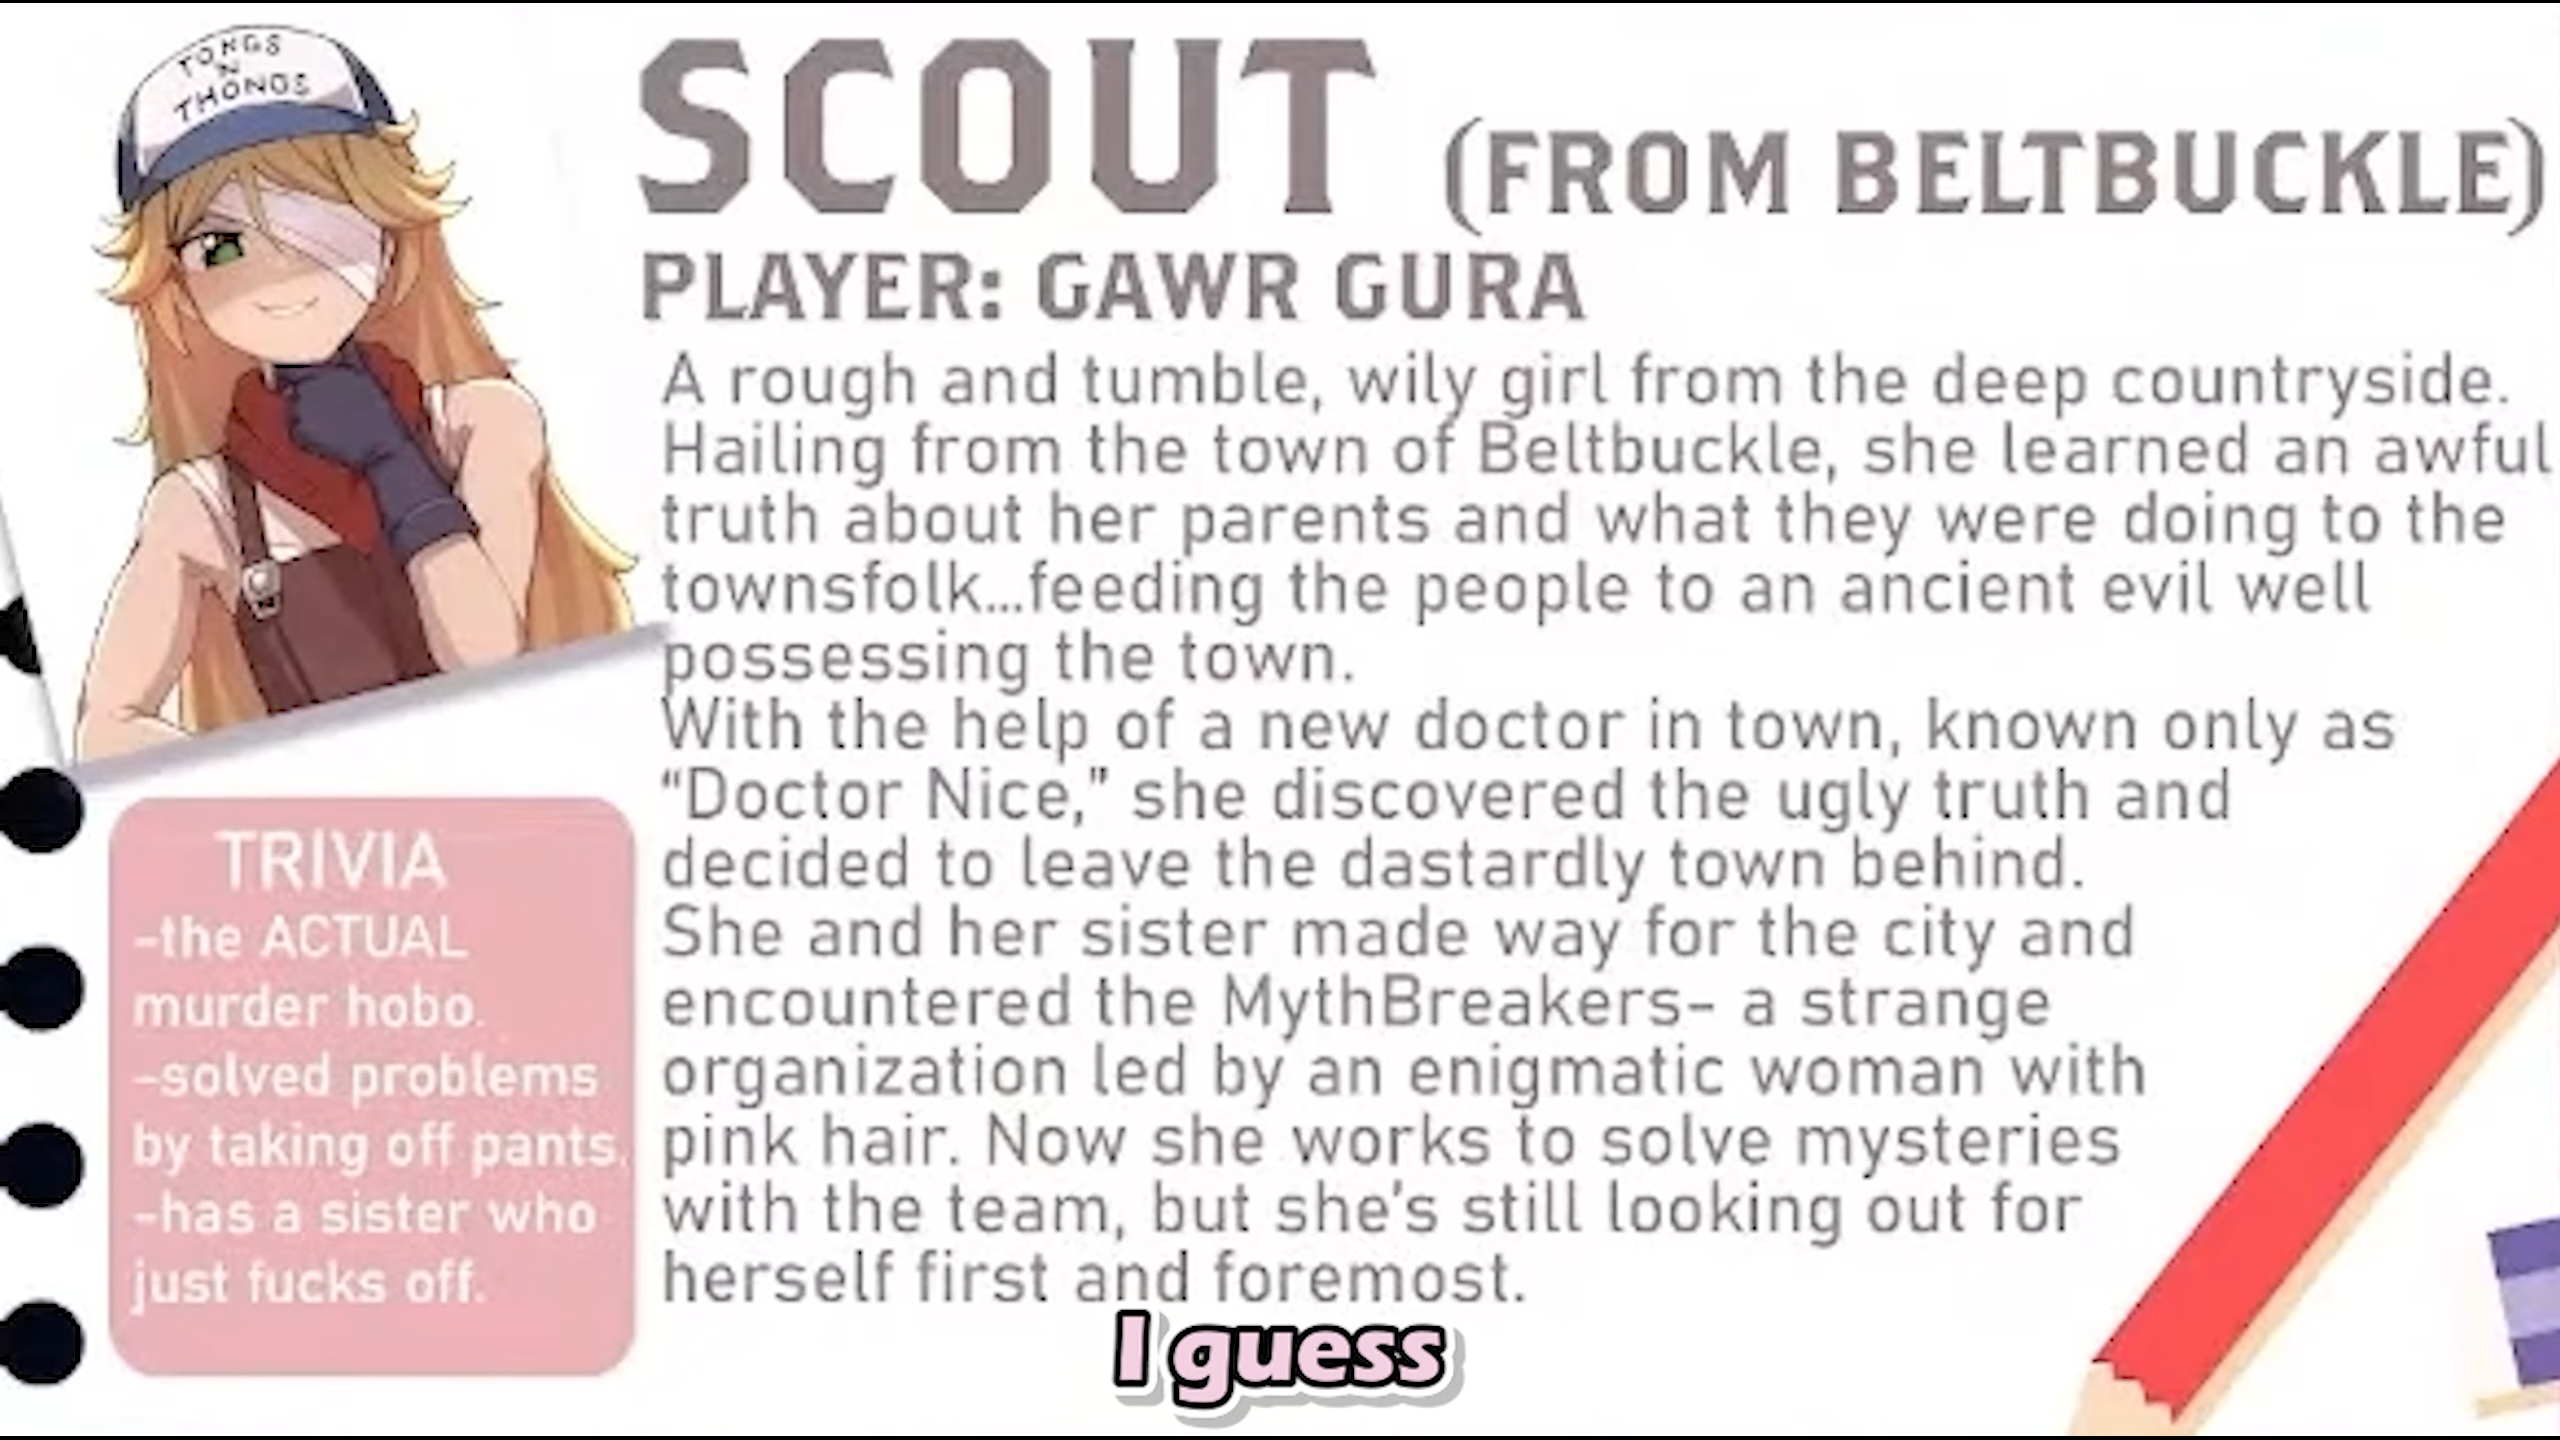 TONGS
N
THONGS
SCOUT (FROM BELTBUCKLE)
PLAYER: GAWR GURA
A rough and tumble, wily girl from the deep countryside.
Hailing from the town of Beltbuckle, she learned an awful
truth about her parents and what they were doing to the
townsfolk...feeding the people to an ancient evil well
possessing the town.
With the help of a new doctor in town, known only as
“Doctor Nice,” she discovered the ugly truth and
decided to leave the dastardly town behind.
She and her sister made way for the city and
encountered the MythBreakers- a strange
organization led by an enigmatic woman with
pink hair. Now she works to solve mysteries
with the team, but she's still looking out for
herself first and foremost.
TRIVIA
-the ACTUAL
murder hobo.
-solved problems
by taking off pants.
-has a sister who
just fucks off.
I guess